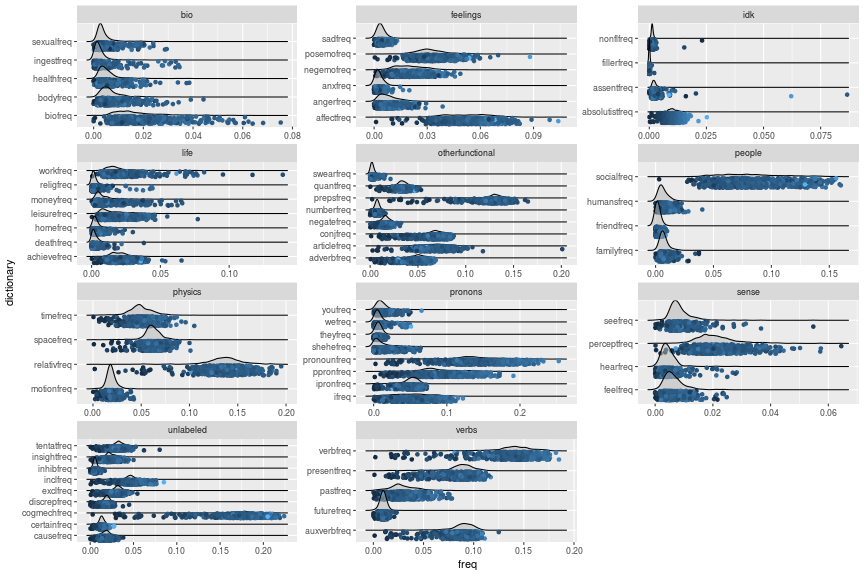 bio
sexualfreq
ingestfreq
healthfreq
bodyfreq
biofreq
0.00 0.02 0.04 0.06 0.08
feelings
sadfreq
posemofreq
negemofreq
anxfreq
angerfreq
affectfreq
0.00 0.03 0.06 0.09
idk
nonflfreq
fillerfreq
assentfreq
absolutistfreq
0.000 0.025 0.050 0.075
life
workfreq
religfreq
moneyfreq
leisurefreq
homefreq
deathfreq
achievefreq
0.00 0.05 0.10
otherfunctional
swearfreq
quantfreq
prepsfreq
numberfreq
negatefreq
conjfreq
articlefreq
adverbfreq
0.00 0.05 0.10 0.15 0.20
people
socialfreq
humansfreq
friendfreq
familyfreq
0.00 0.05 0.10 0.15
physics
timefreq
spacefreq
relativfreq
motionfreq
0.00 0.05 0.10 0.15 0.20
pronons
youfreq
wefreq
theyfreq
shehefreq
pronounfreq
ppronfreq
ipronfreq
ifreq
0.0 0.1 0.2
sense
seefreq
perceptfreq
hearfreq
feelfreq
0.00 0.02 0.04 0.06
unlabeled
tentatfreq
insightfreq
inhibfreq
inclfreq
exclfreq
discrepfreq
cogmechfreq
certainfreq
causefreq
0.00 0.05 0.10 0.15 0.20
verbs
verbfreq
presentfreq
pastfreq
futurefreq
auxverbfreq
0.00 0.05 0.10 0.15 0.20
dictionary
freq